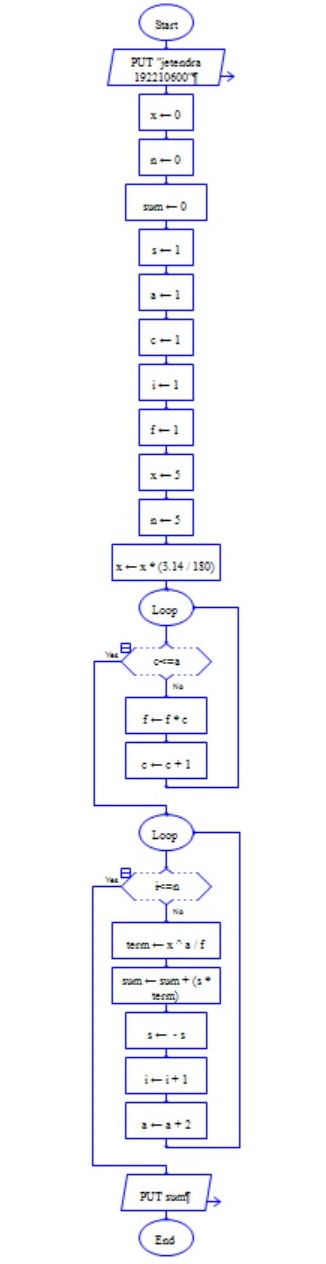 Start
PUT "jetendra
192210600"¶
x ← 0
n ← 0
sum ← 0
s ← 1
a ← 1
c ← 1
i ← 1
f ← 1
x ← 5
n ← 5
x ← x * (3.14 / 180)
Loop
Yes
c<=a
No
f ← f * c
c ← c + 1
Loop
Yes
i<=n
No
term ← x ^ a / f
sum ← sum + (s *
term)
s ← - s
i ← i + 1
a ← a + 2
PUT sum¶
End